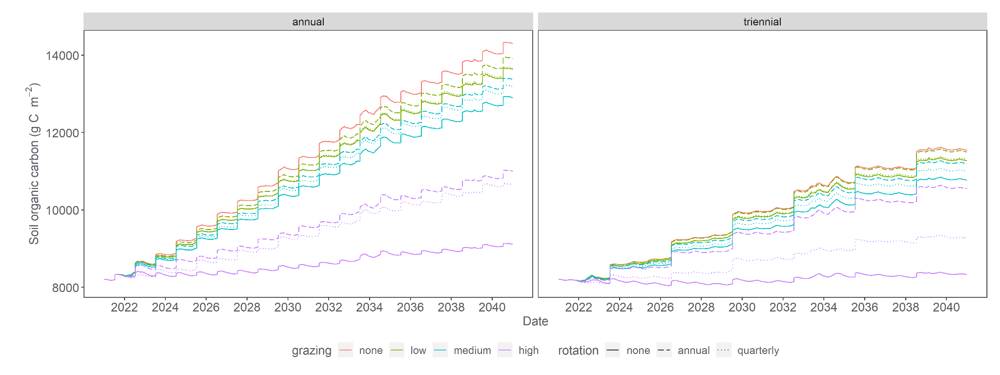 annual
triennial
Soil organic carbon (g C m⁻²)
14000
12000
10000
8000
2022 2024 2026 2028 2030 2032 2034 2036 2038 2040
2022 2024 2026 2028 2030 2032 2034 2036 2038 2040
Date
grazing none low medium high rotation none annual quarterly